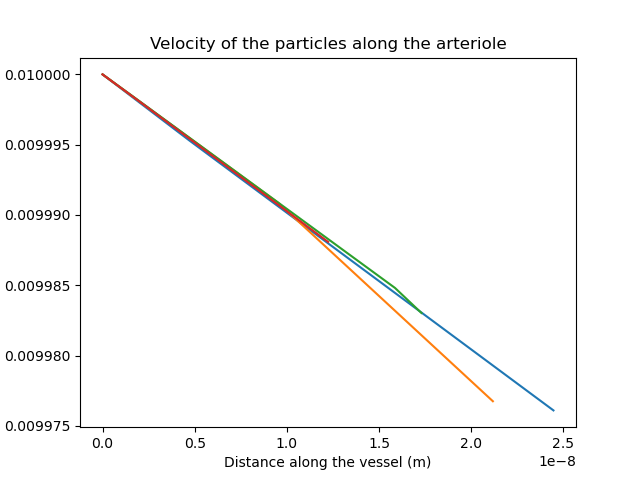 Velocity of the particles along the arteriole
0.010000
0.009995
0.009990
0.009985
0.009980
0.009975
0.0 0.5 1.0 1.5 2.0 2.5
1e−8
Distance along the vessel (m)